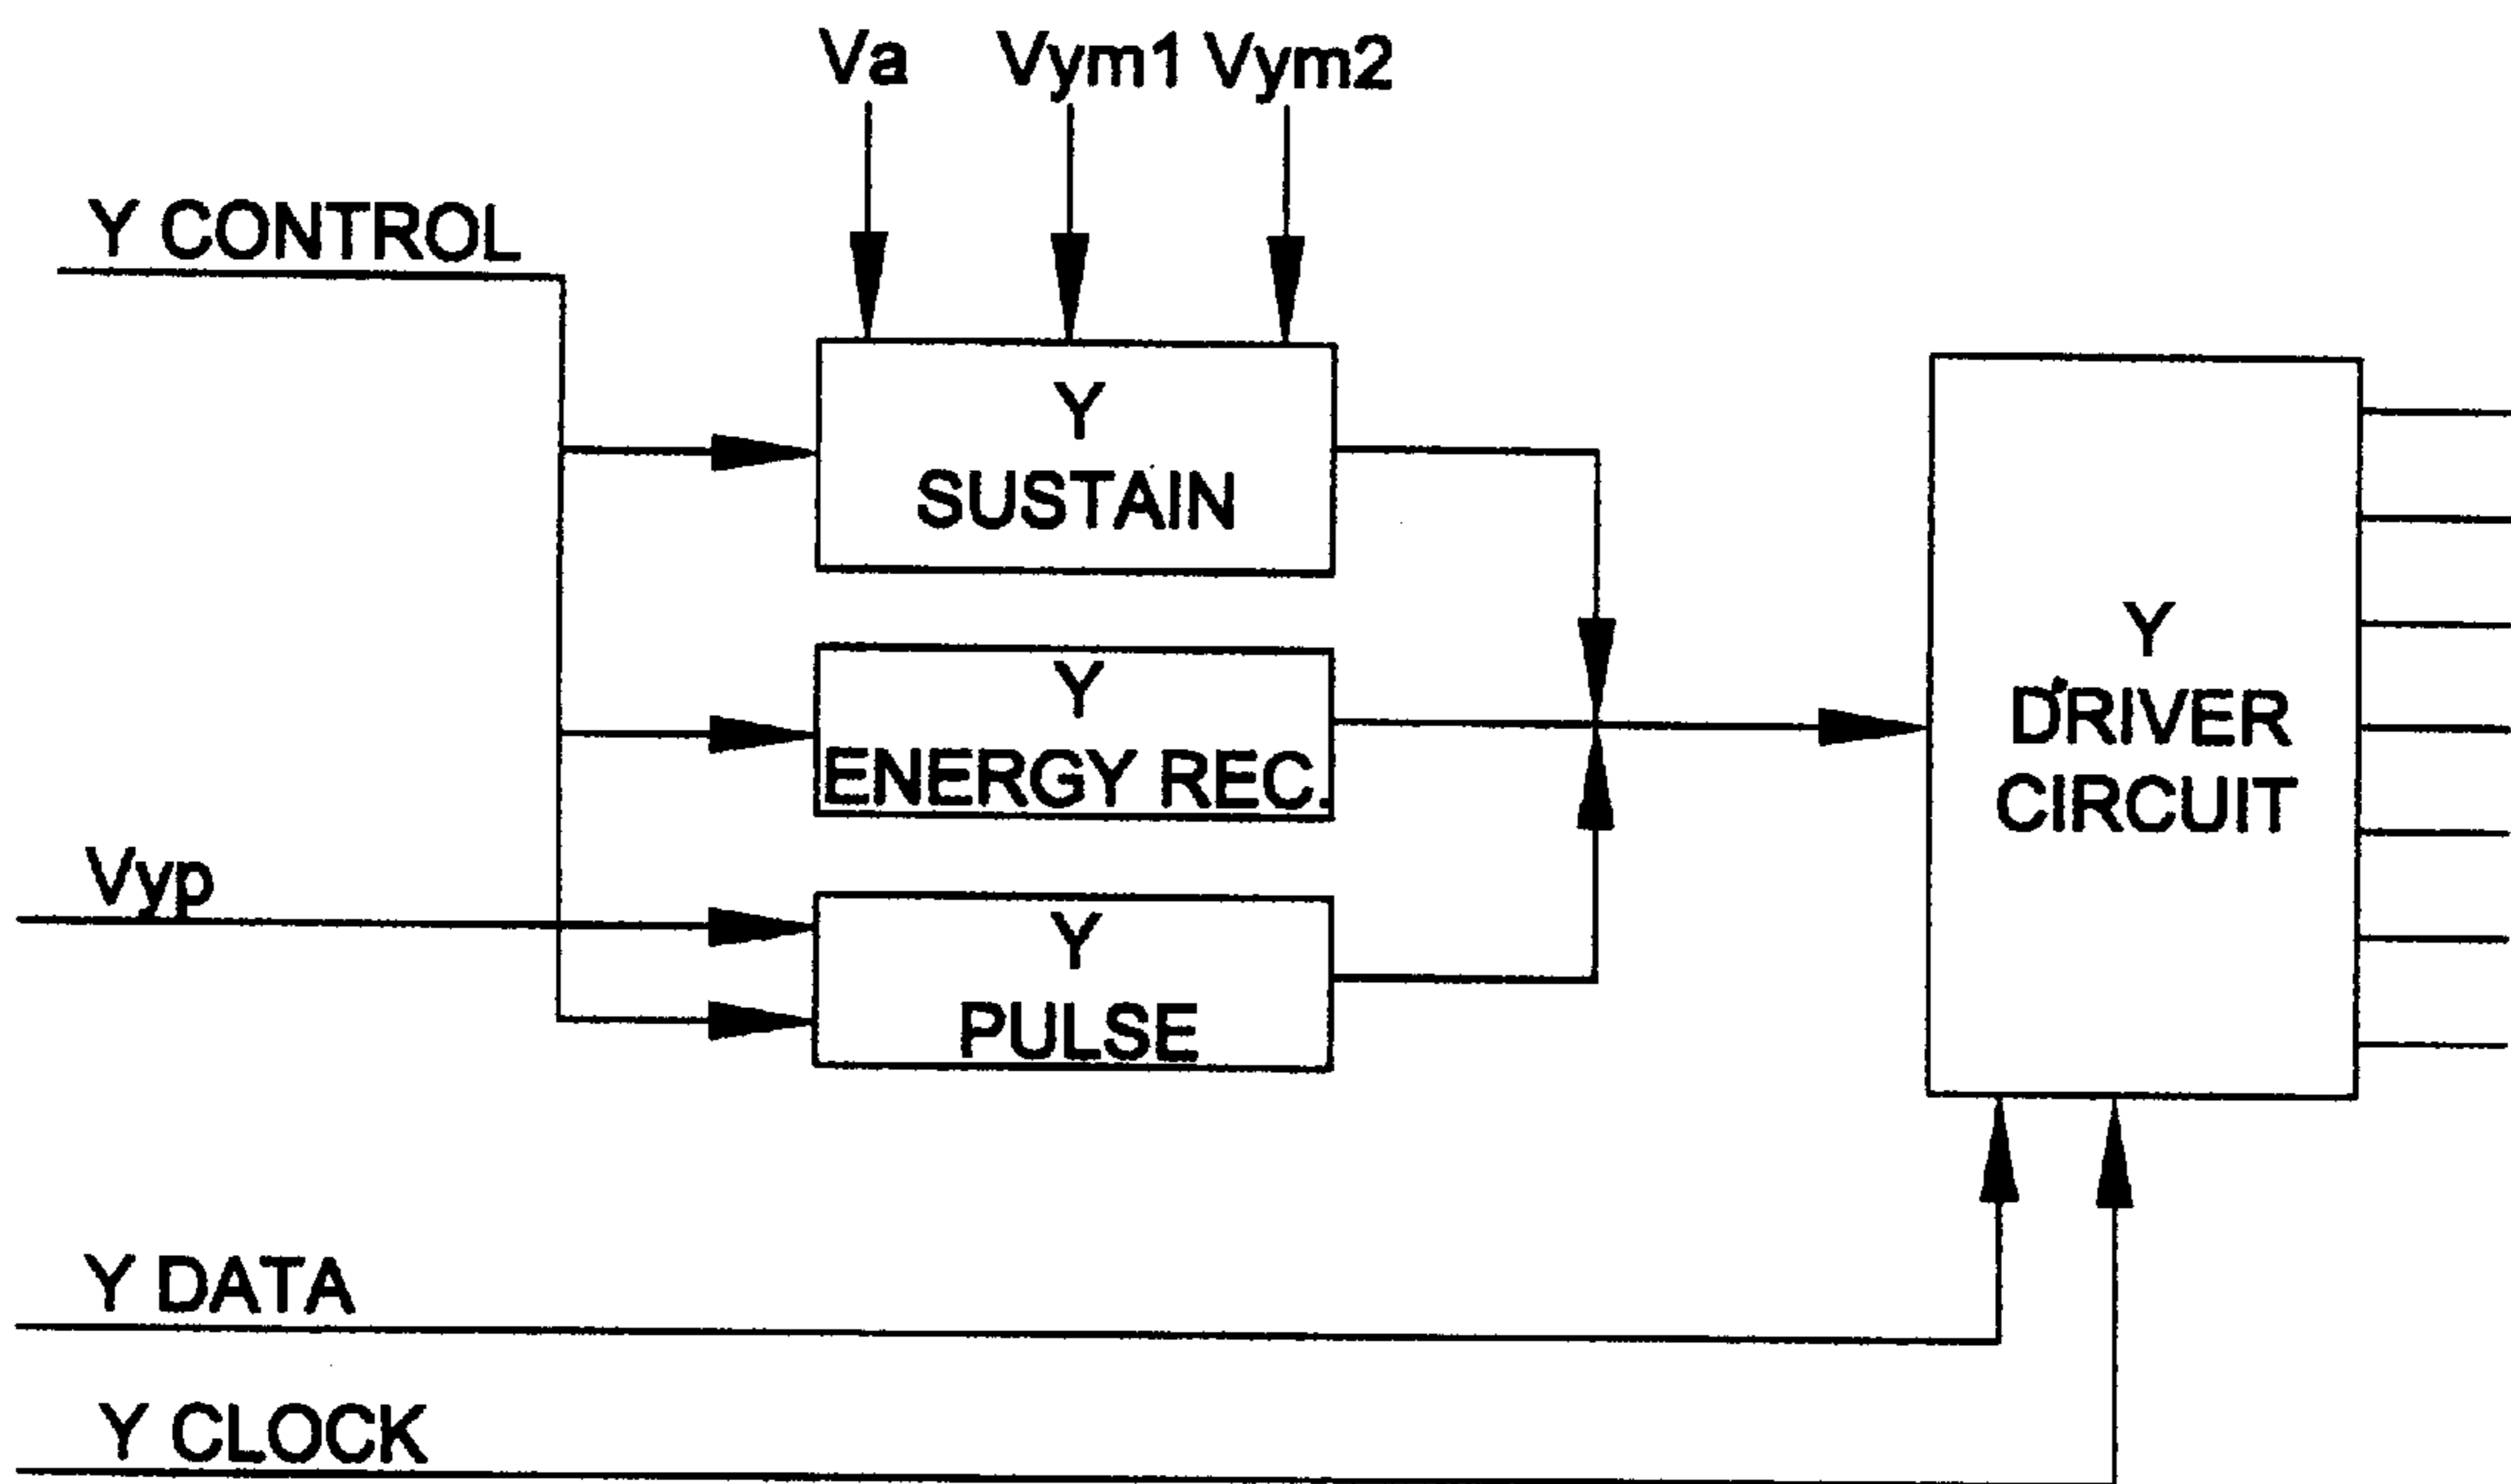 Va Vym1 Vym2
Y CONTROL
Y
SUSTAIN
Y
ENERGY REC.
Y
DRIVER
CIRCUIT
Vyp
Y
PULSE
Y DATA
Y CLOCK